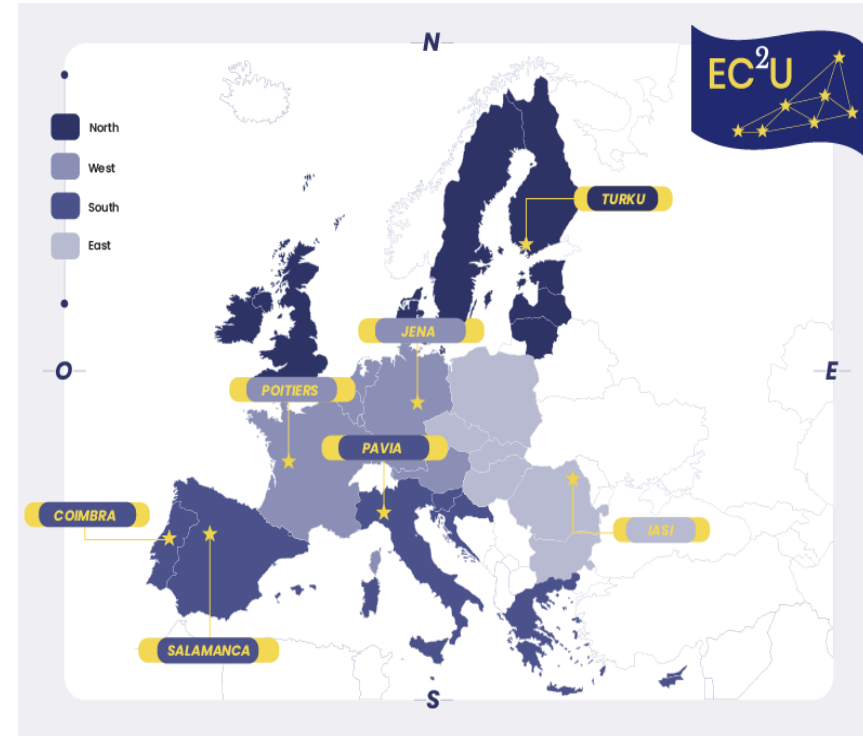 N
EC²U
North
West
South
East
TURKU
JENA
O
E
POITIERS
PAVIA
COIMBRA
IASI
SALAMANCA
S